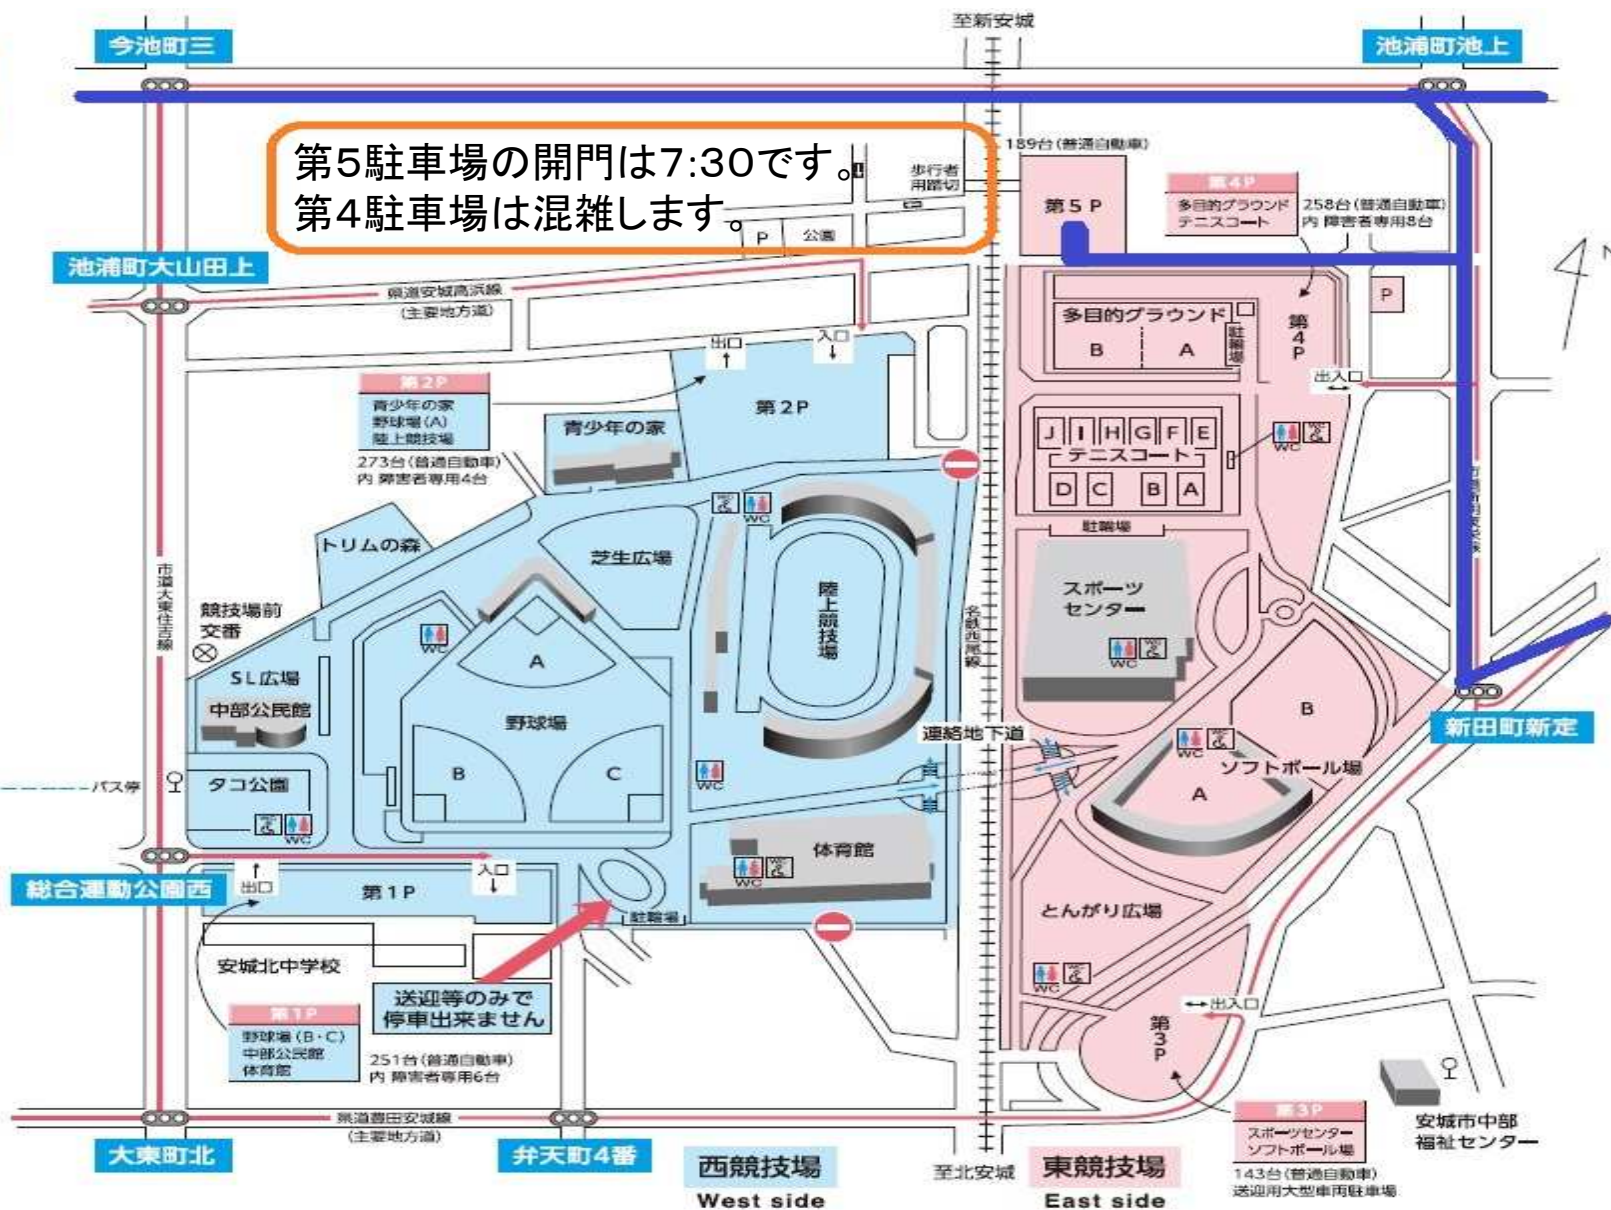 至新安城
今池町三
池浦町池上
第5駐車場の開門は7:30です。
第4駐車場は混雑します。
歩行者
用踏切
189台(普通自動車)
第5P
第4P
多目的グラウンド
テニスコート
258台(普通自動車)
内 障害者専用8台
N
P
公園
P
池浦町大山田上
県道安城高浜線
(主要地方道)
出口
入口
多目的グラウンド
B
A
駐輪場
第4P
出入口
第2P
青少年の家
野球場(A)
陸上競技場
273台(普通自動車)
内 障害者専用4台
第2P
青少年の家
J I H G F E
テニスコート
D C B A
WC
駐輪場
トリムの森
芝生広場
WC
陸上競技場
スポーツ
センター
WC
市道大東住吉線
名鉄西尾線
競技場前
交番
WC
A
SL広場
中部公民館
野球場
B
C
連絡地下道
WC
B
新田町新定
ソフトボール場
A
WC
バス停
タコ公園
WC
体育館
WC
総合運動公園西
出口
入口
第1P
駐輪場
とんがり広場
WC
安城北中学校
送迎等のみで
停車出来ません
第1P
野球場(B・C)
中部公民館
体育館
251台(普通自動車)
内 障害者専用6台
出入口
第3P
県道豊田安城線
(主要地方道)
大東町北
弁天町4番
西競技場
West side
至北安城
東競技場
East side
第3P
スポーツセンター
ソフトボール場
143台(普通自動車)
送迎用大型車両駐車場
安城市中部
福祉センター